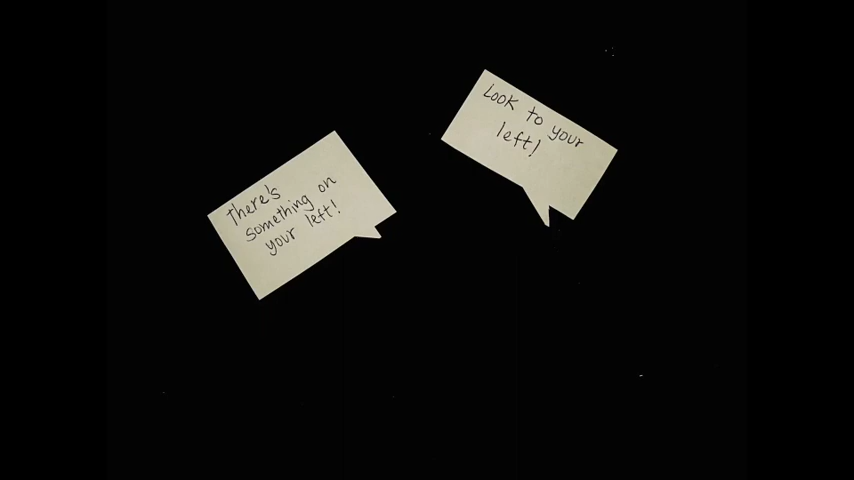 There's
something on
your left!
Look to your
left!